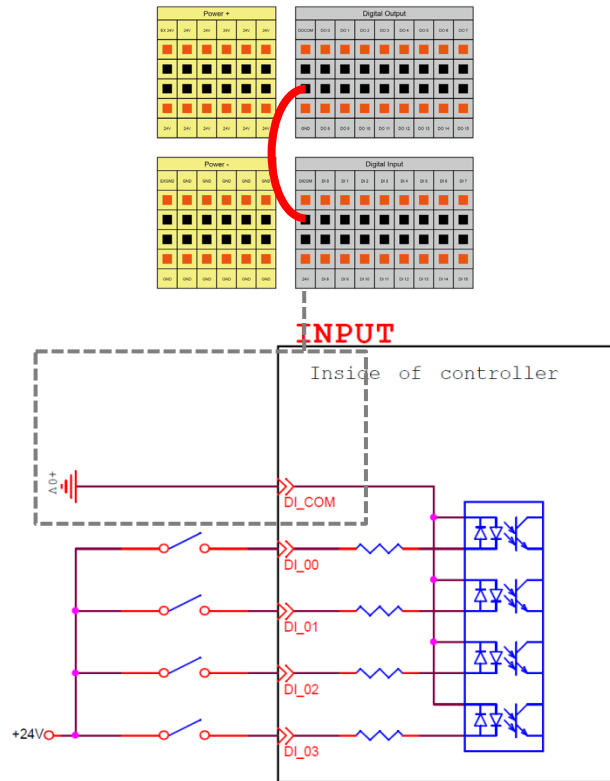 Power +
EX 24V 24V 24V 24V 24V 24V
24V 24V 24V 24V 24V 24V
Digital Output
DOCOM DO 0 DO 1 DO 2 DO 3 DO 4 DO 5 DO 6 DO 7
GND DO 8 DO 9 DO 10 DO 11 DO 12 DO 13 DO 14 DO 15
Power -
EXGND GND GND GND GND GND
GND GND GND GND GND GND
Digital Input
DICOM DI 0 DI 1 DI 2 DI 3 DI 4 DI 5 DI 6 DI 7
24V DI 8 DI 9 DI 10 DI 11 DI 12 DI 13 DI 14 DI 15
INPUT
Inside of controller
+0V
DI_COM
DI_00
DI_01
DI_02
+24V
DI_03